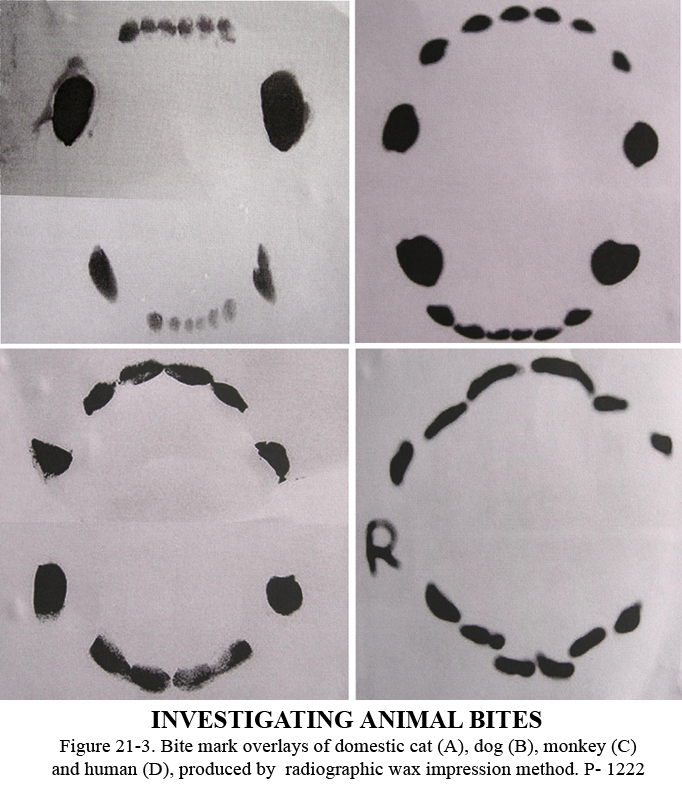 R
INVESTIGATING ANIMAL BITES
Figure 21-3. Bite mark overlays of domestic cat (A), dog (B), monkey (C)
and human (D), produced by radiographic wax impression method. P- 1222